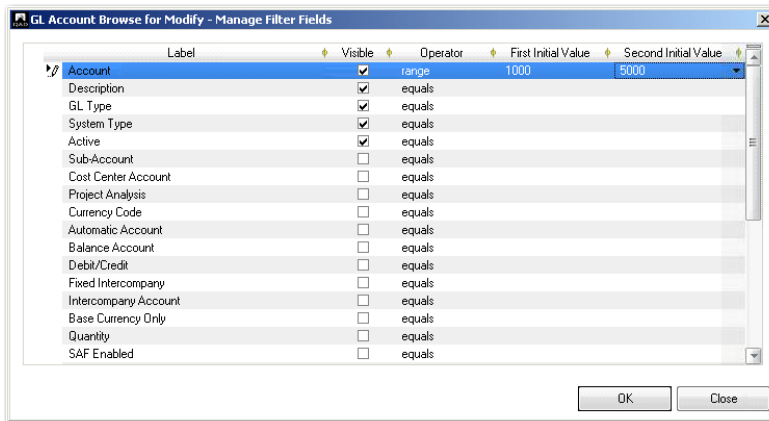 QAD GL Account Browse for Modify - Manage Filter Fields
Label Visible Operator First Initial Value Second Initial Value
Account range 1000 5000
Description equals
GL Type equals
System Type equals
Active equals
Sub-Account equals
Cost Center Account equals
Project Analysis equals
Currency Code equals
Automatic Account equals
Balance Account equals
Debit/Credit equals
Fixed Intercompany equals
Intercompany Account equals
Base Currency Only equals
Quantity equals
SAF Enabled equals
OK Close